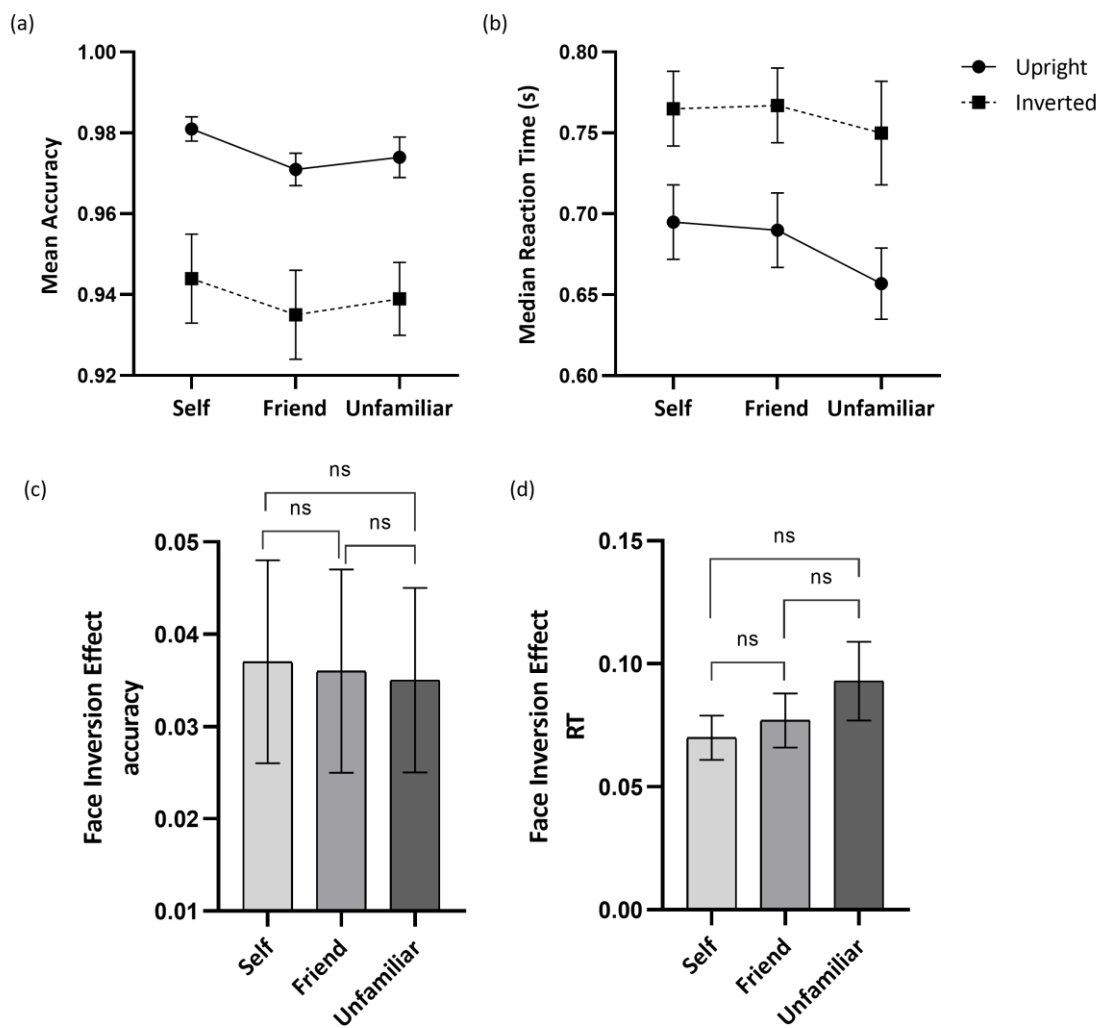 (a)
1.00
0.98
0.96
0.94
0.92
Mean Accuracy
Self Friend Unfamiliar
(b)
0.80
0.75
0.70
0.65
0.60
Median Reaction Time (s)
Self Friend Unfamiliar
Upright
Inverted
(c)
ns
ns ns
0.05
0.04
0.03
0.02
0.01
Face Inversion Effect
accuracy
Self
Friend
Unfamiliar
(d)
ns
ns
ns
0.15
0.10
0.05
0.00
Face Inversion Effect
RT
Self
Friend
Unfamiliar